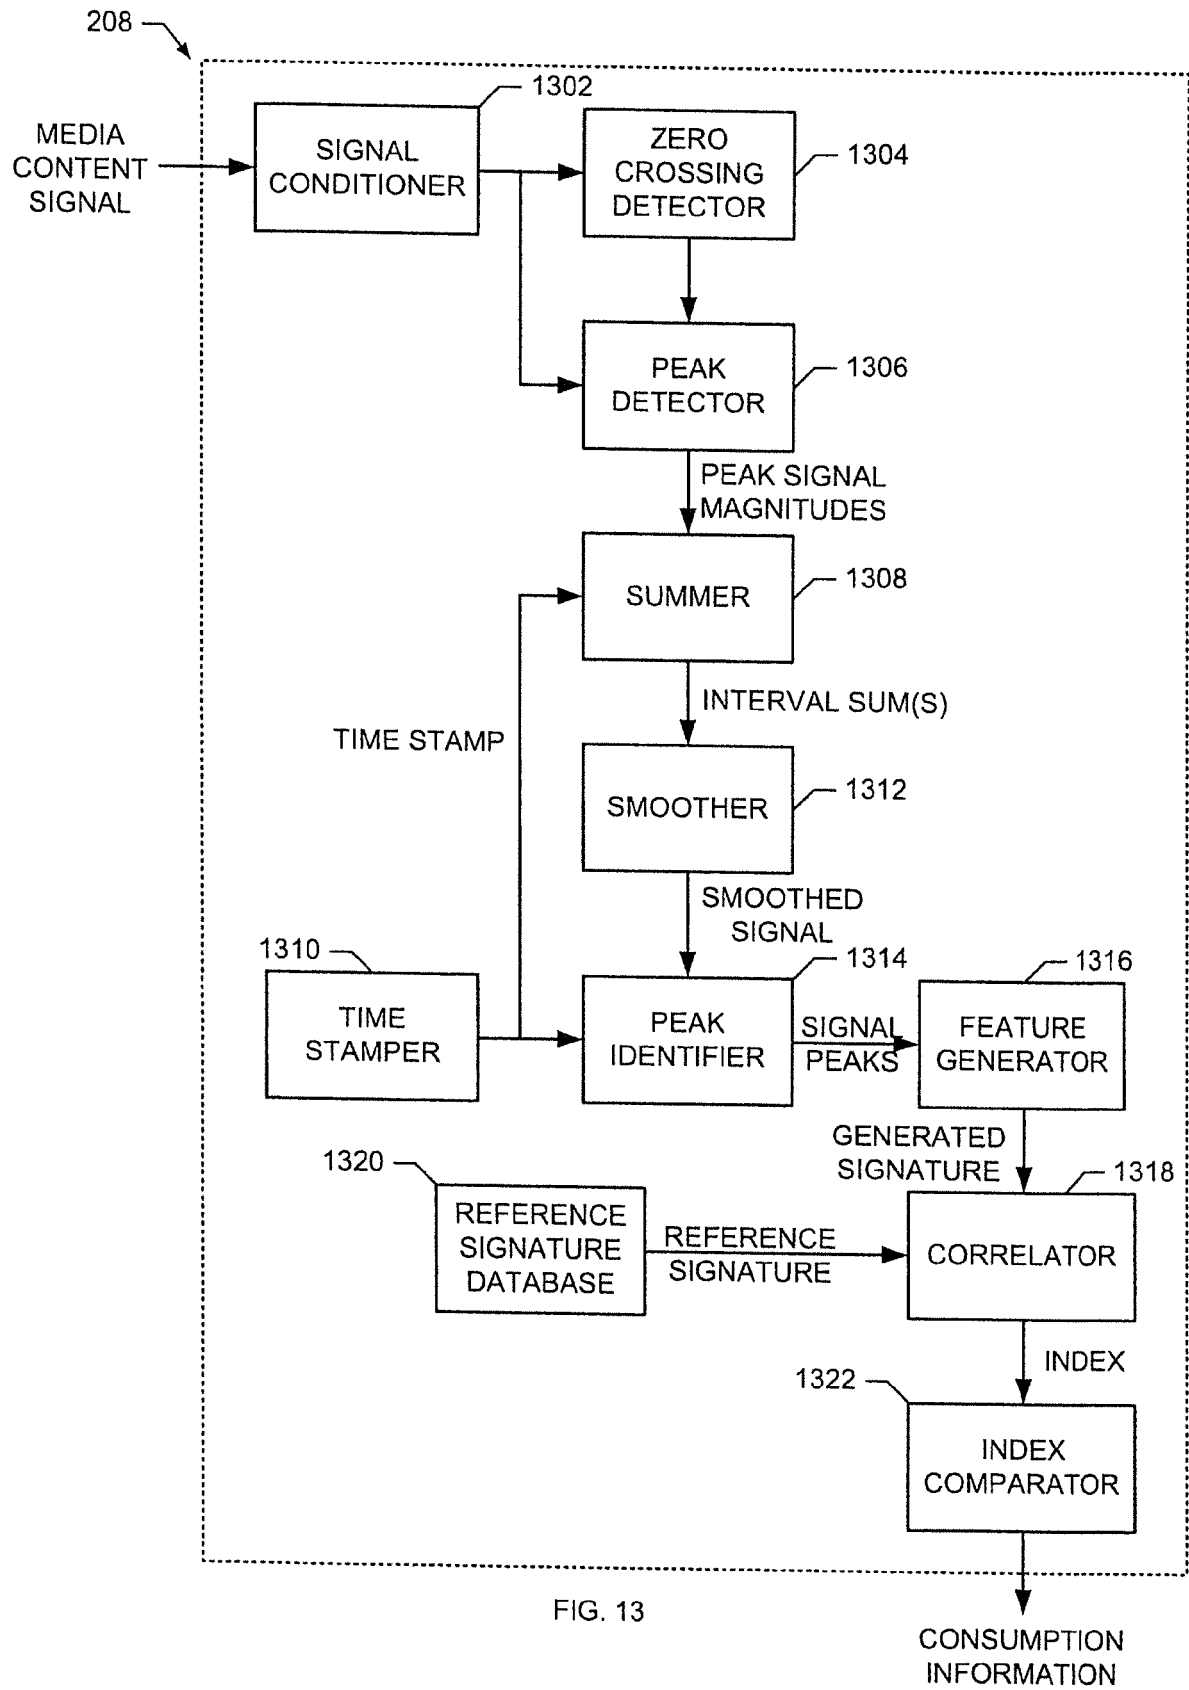 208
1302
MEDIA
CONTENT
SIGNAL
SIGNAL
CONDITIONER
ZERO
CROSSING
DETECTOR
1304
PEAK
DETECTOR
1306
PEAK SIGNAL
MAGNITUDES
SUMMER
1308
INTERVAL SUM(S)
TIME STAMP
SMOOTHER
1312
SMOOTHED
SIGNAL
1310
TIME
STAMPER
1314
PEAK
IDENTIFIER
SIGNAL
PEAKS
1316
FEATURE
GENERATOR
GENERATED
SIGNATURE
1320
REFERENCE
SIGNATURE
DATABASE
REFERENCE
SIGNATURE
1318
CORRELATOR
INDEX
1322
INDEX
COMPARATOR
FIG. 13
CONSUMPTION
INFORMATION